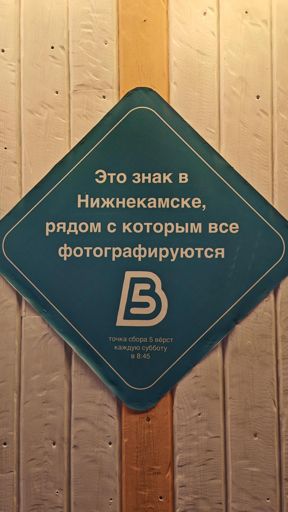 Это знак в
Нижнекамске,
рядом с которым все
фотографируются
точка сбора 5 вёрст
каждую субботу
в 8:45